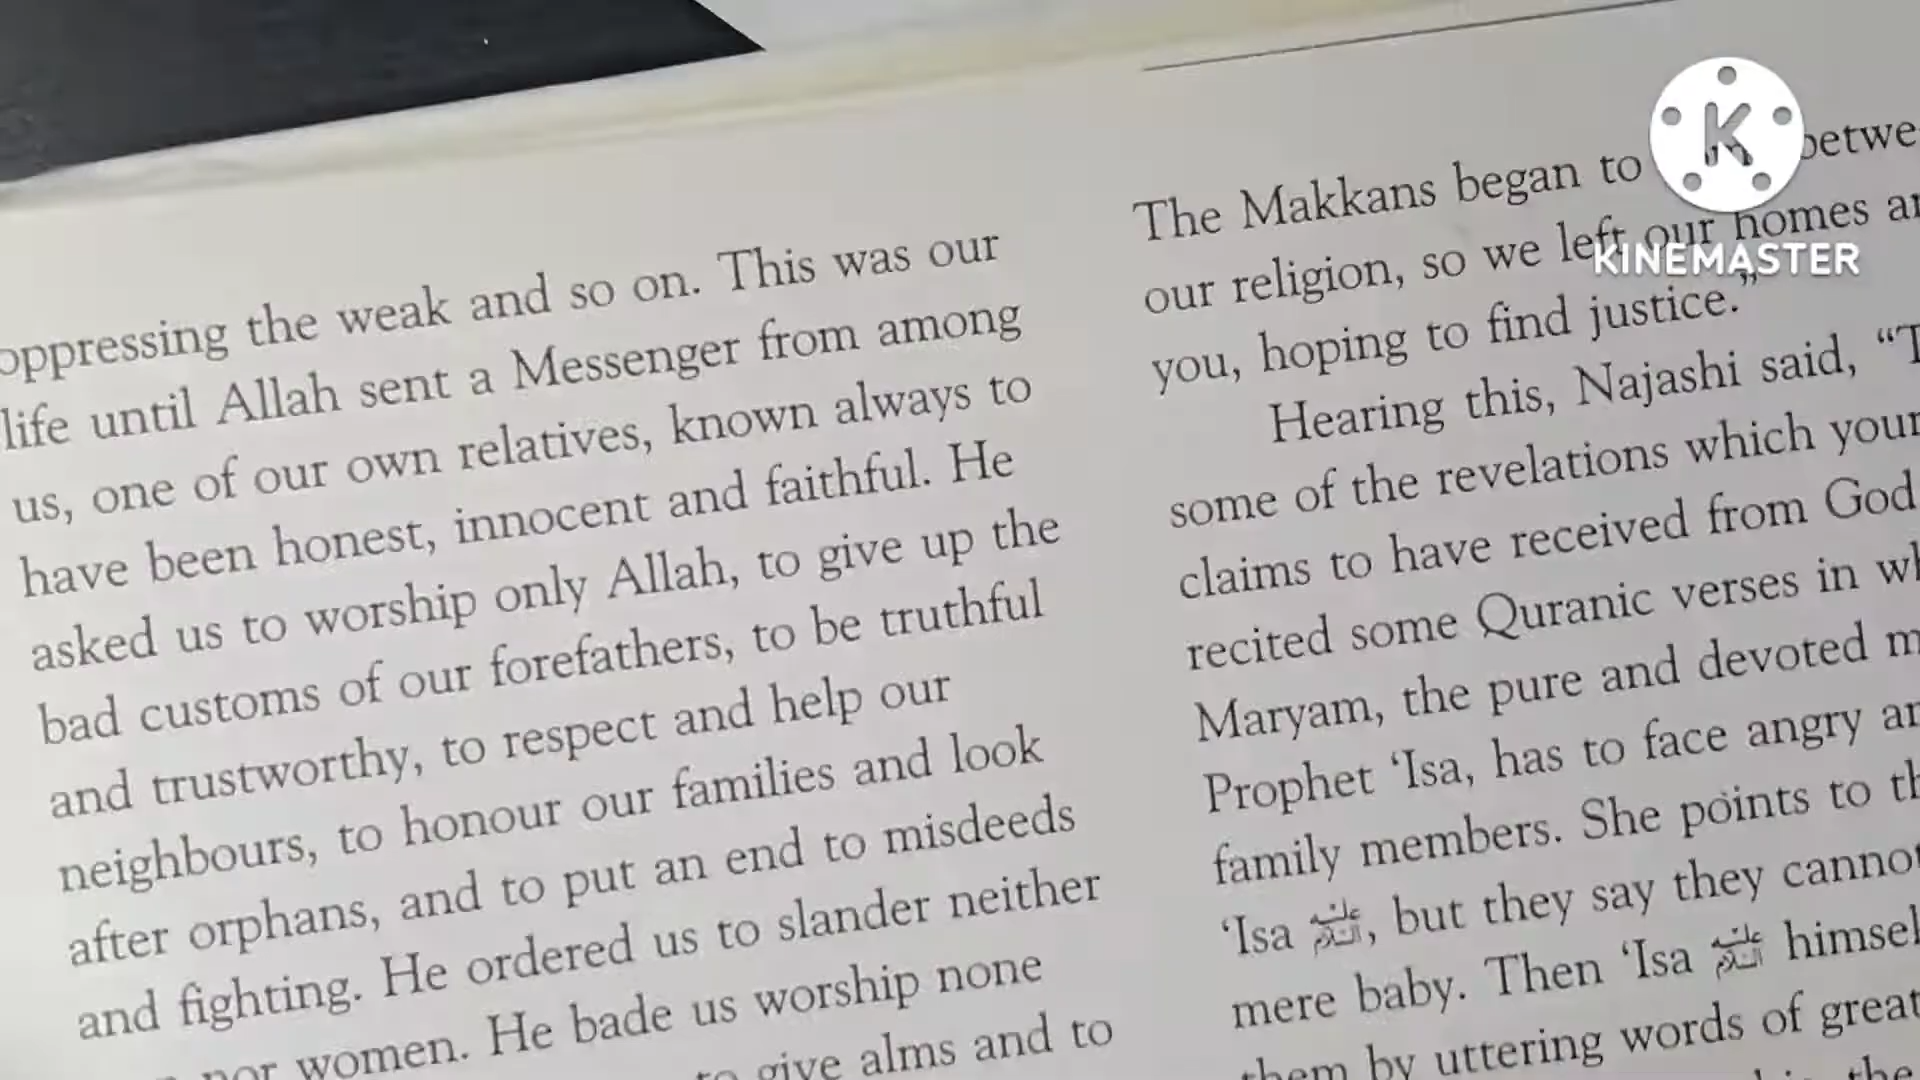 oppressing the weak and so on. This was our
life until Allah sent a Messenger from among
us, one of our own relatives, known always to
have been honest, innocent and faithful. He
asked us to worship only Allah, to give up the
bad customs of our forefathers, to be truthful
and trustworthy, to respect and help our
neighbours, to honour our families and look
after orphans, and to put an end to misdeeds
and fighting. He ordered us to slander neither
nor women. He bade us worship none
to give alms and to
The Makkans began to
our religion, so we left our homes
you, hoping to find justice.”
Hearing this, Najashi said,
some of the revelations which
claims to have received from God
recited some Quranic verses in
Maryam, the pure and devoted
Prophet ‘Isa, has to face angry
family members. She points to
‘Isa عليه السلام, but they say they cannot
mere baby. Then ‘Isa عليه السلام
them by uttering words of great
the
K
KINEMASTER